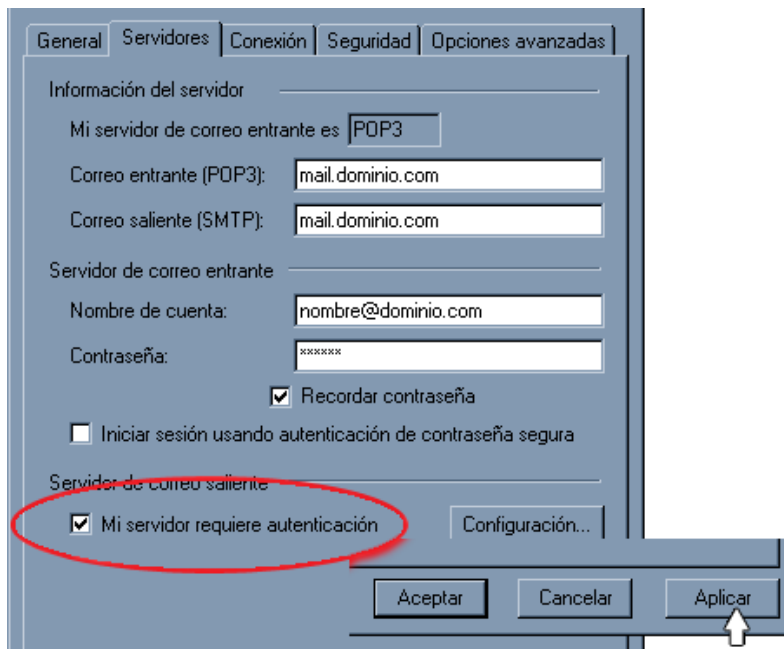 General Servidores Conexión Seguridad Opciones avanzadas
Información del servidor
Mi servidor de correo entrante es POP3
Correo entrante (POP3): mail.dominio.com
Correo saliente (SMTP): mail.dominio.com
Servidor de correo entrante
Nombre de cuenta: nombre@dominio.com
Contraseña: ******
Recordar contraseña
Iniciar sesión usando autenticación de contraseña segura
Servidor de correo saliente
Mi servidor requiere autenticación Configuración...
Aceptar Cancelar Aplicar